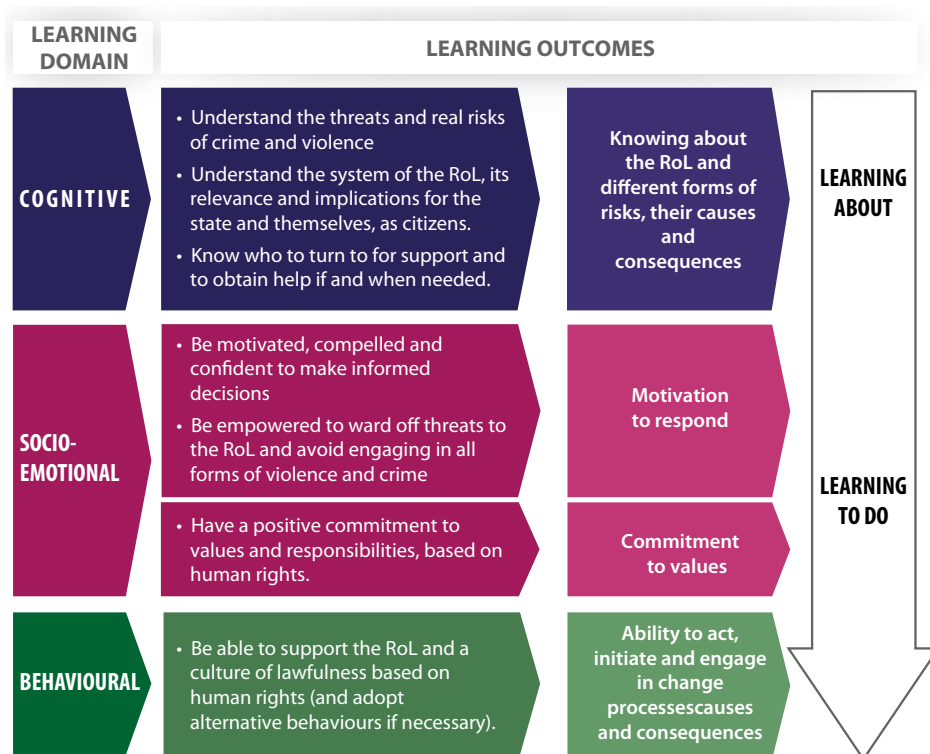 LEARNING
DOMAIN
LEARNING OUTCOMES
COGNITIVE
• Understand the threats and real risks
of crime and violence
• Understand the system of the RoL, its
relevance and implications for the
state and themselves, as citizens.
• Know who to turn to for support and
to obtain help if and when needed.
Knowing about
the RoL and
different forms of
risks, their causes
and
consequences
LEARNING
ABOUT
SOCIO-
EMOTIONAL
• Be motivated, compelled and
confident to make informed
decisions
• Be empowered to ward off threats to
the RoL and avoid engaging in all
forms of violence and crime
Motivation
to respond
• Have a positive commitment to
values and responsibilities, based on
human rights.
Commitment
to values
LEARNING
TO DO
BEHAVIOURAL
• Be able to support the RoL and a
culture of lawfulness based on
human rights (and adopt
alternative behaviours if necessary).
Ability to act,
initiate and engage
in change
processescauses
and consequences